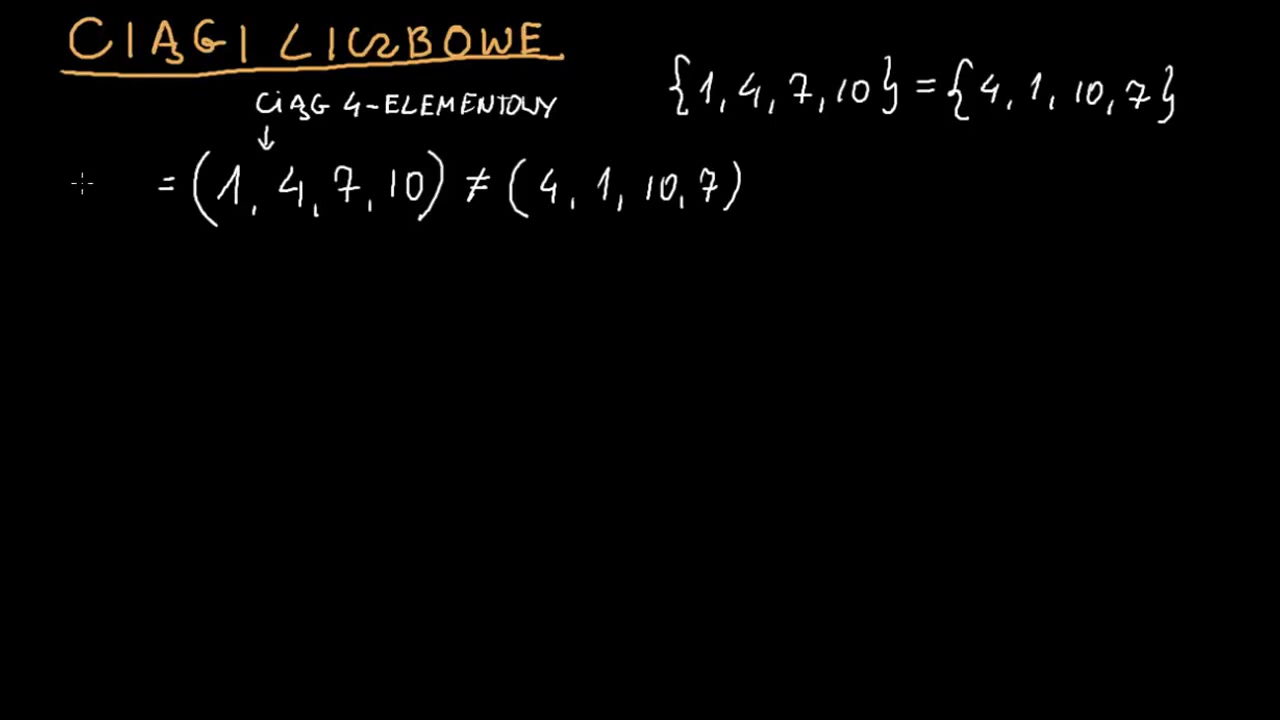 CIĄGI LICZBOWE
{1, 4, 7, 10} = {4, 1, 10, 7}
CiĄG 4-ELEMENTOWY
↓
= (1, 4, 7, 10) ≠ (4, 1, 10, 7)